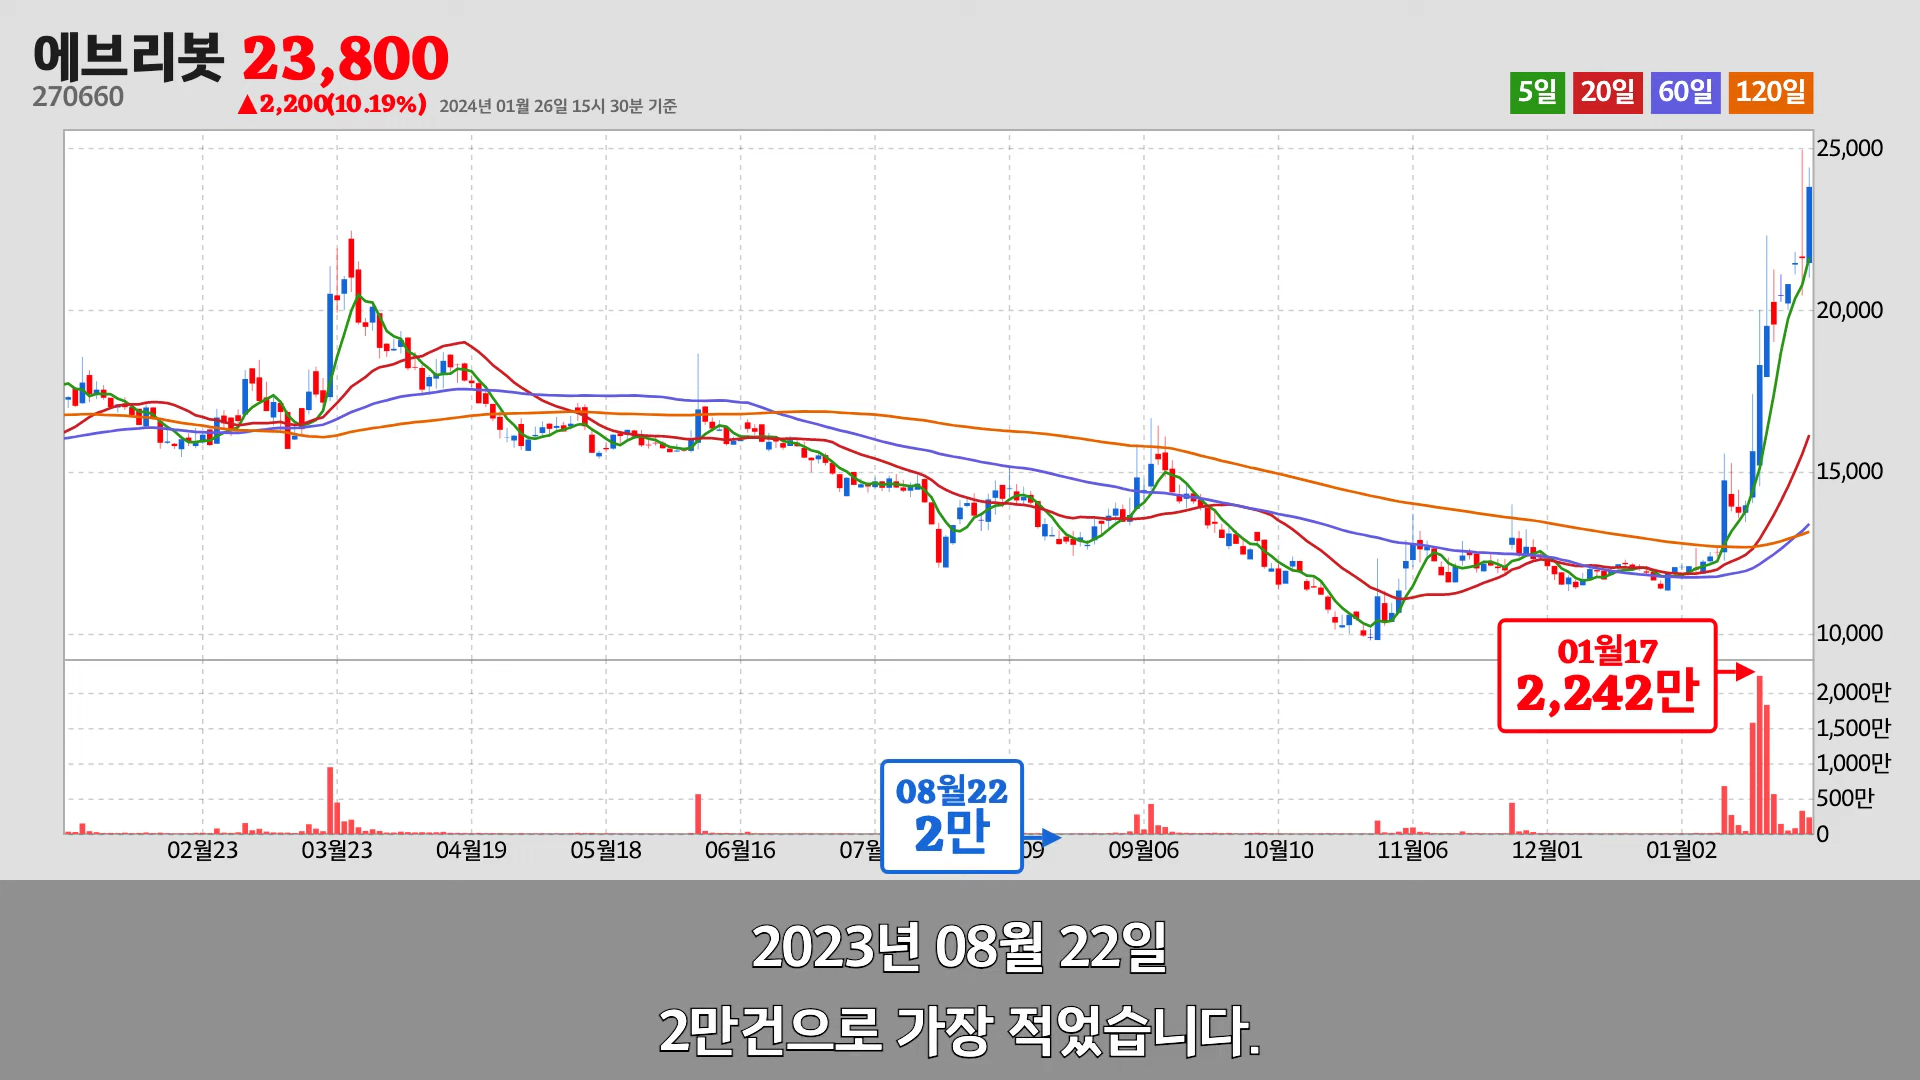 에브리봇 23,800
270660
▲2,200(10.19%) 2024년 01월 26일 15시 30분 기준
5일 20일 60일 120일
25,000
20,000
15,000
10,000
01월17
2,242만
2,000만
1,500만
1,000만
500만
0
08월22
2만
02월23 03월23 04월19 05월18 06월16 07 09 09월06 10월10 11월06 12월01 01월02
2023년 08월 22일
2만건으로 가장 적었습니다.